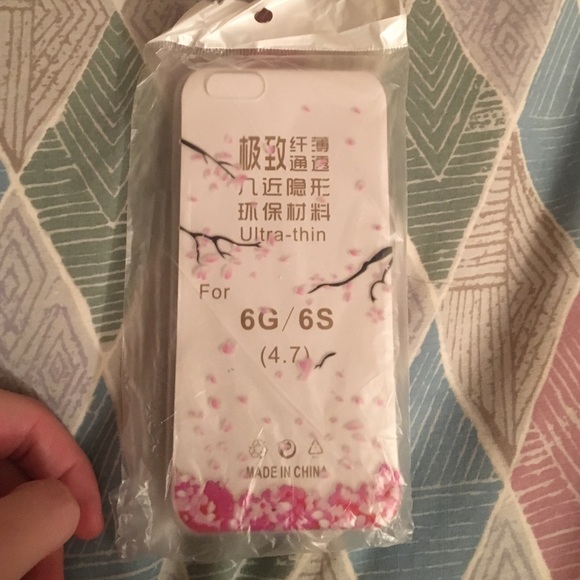 极致纤薄
通透
几近隐形
环保材料
Ultra-thin
For
6G/6S
(4.7)
MADE IN CHINA